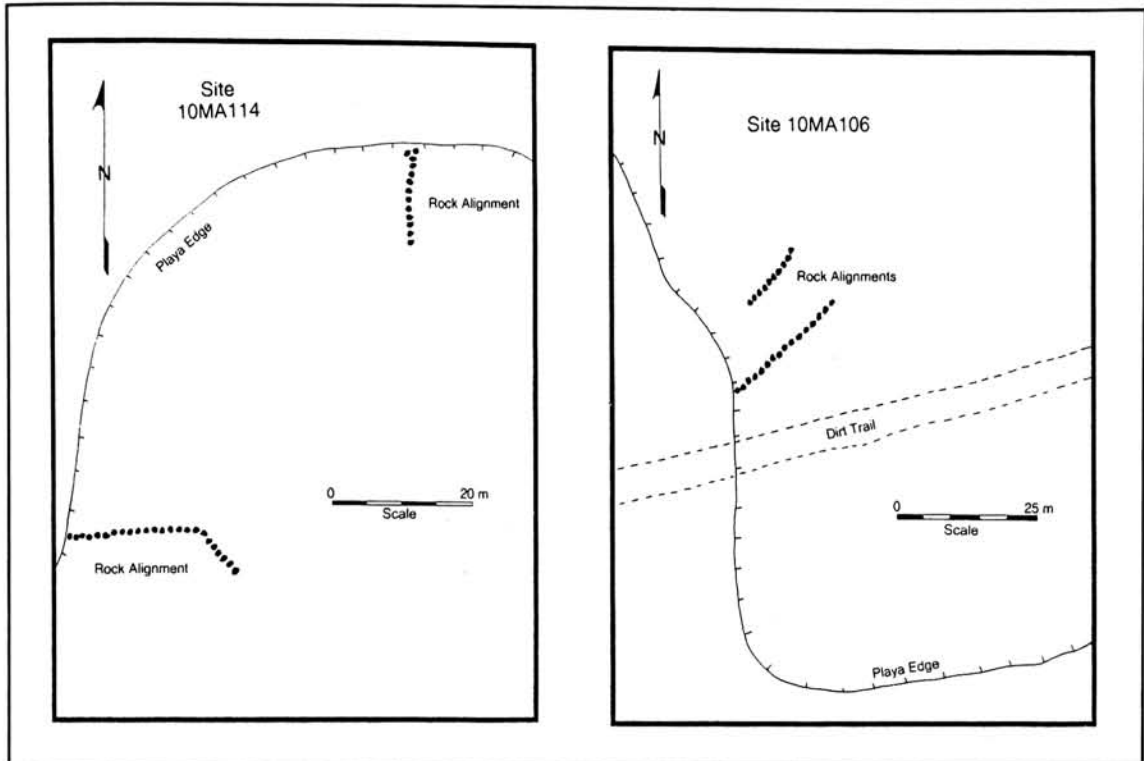 Site
10MA114
N
Playa Edge
Rock Alignment
0 20 m
Scale
Rock Alignment
Site 10MA106
N
Rock Alignments
Dirt Trail
0 25 m
Scale
Playa Edge